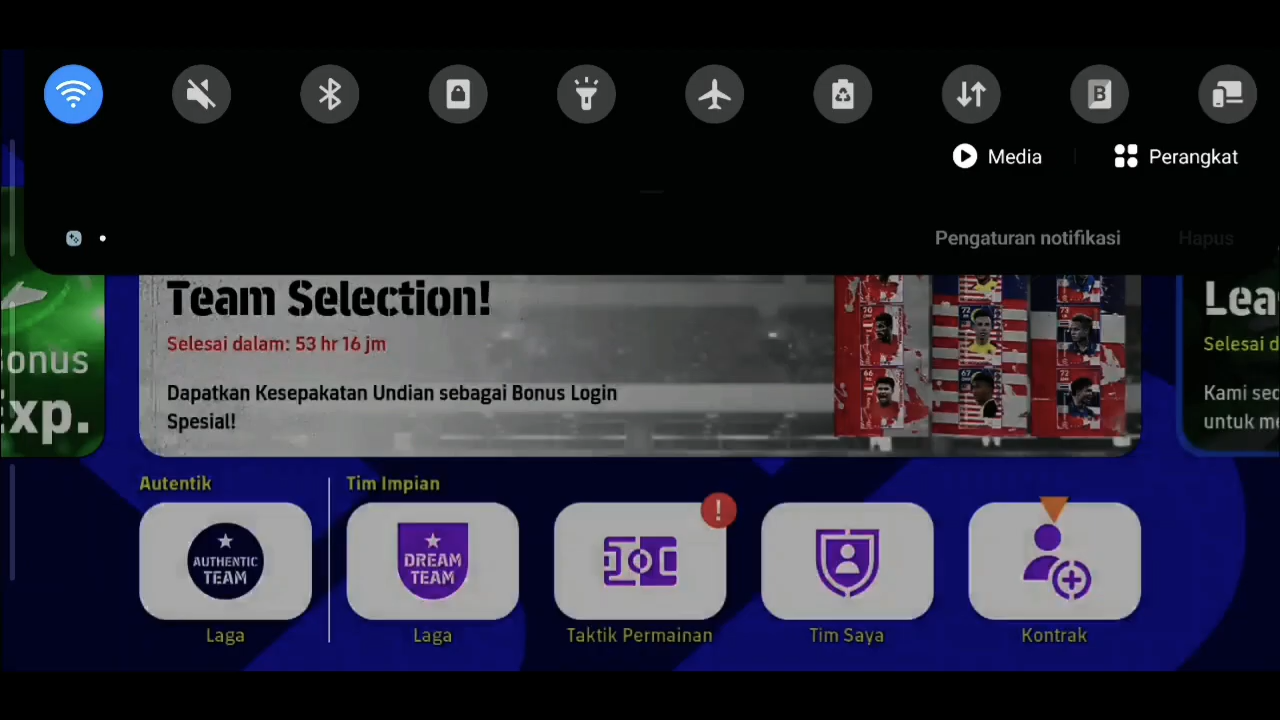 B
Media
Perangkat
Pengaturan notifikasi
Hapus
Team Selection!
Selesai dalam: 53 hr 16 jm
Dapatkan Kesepakatan Undian sebagai Bonus Login
Spesial!
onus
Exp.
Lea
Selesai d
Kami sec
untuk me
Autentik
Tim Impian
AUTHENTIC
TEAM
DREAM
TEAM
!
Laga
Laga
Taktik Permainan
Tim Saya
Kontrak